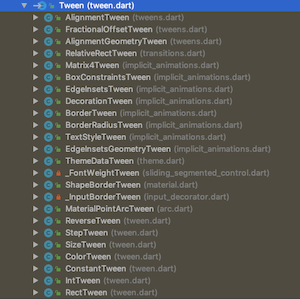 Tween (tween.dart)
AlignmentTween (tweens.dart)
FractionalOffsetTween (tweens.dart)
AlignmentGeometryTween (tweens.dart)
RelativeRectTween (transitions.dart)
Matrix4Tween (implicit_animations.dart)
BoxConstraintsTween (implicit_animations.dart)
EdgeInsetsTween (implicit_animations.dart)
DecorationTween (implicit_animations.dart)
BorderTween (implicit_animations.dart)
BorderRadiusTween (implicit_animations.dart)
TextStyleTween (implicit_animations.dart)
EdgeInsetsGeometryTween (implicit_animations.dart)
ThemeDataTween (theme.dart)
_FontWeightTween (sliding_segmented_control.dart)
ShapeBorderTween (material.dart)
_InputBorderTween (input_decorator.dart)
MaterialPointArcTween (arc.dart)
ReverseTween (tween.dart)
StepTween (tween.dart)
SizeTween (tween.dart)
ColorTween (tween.dart)
ConstantTween (tween.dart)
IntTween (tween.dart)
RectTween (tween.dart)